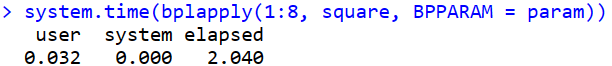 > system.time(bplapply(1:8, square, BPPARAM = param))
user system elapsed
0.032 0.000 2.040